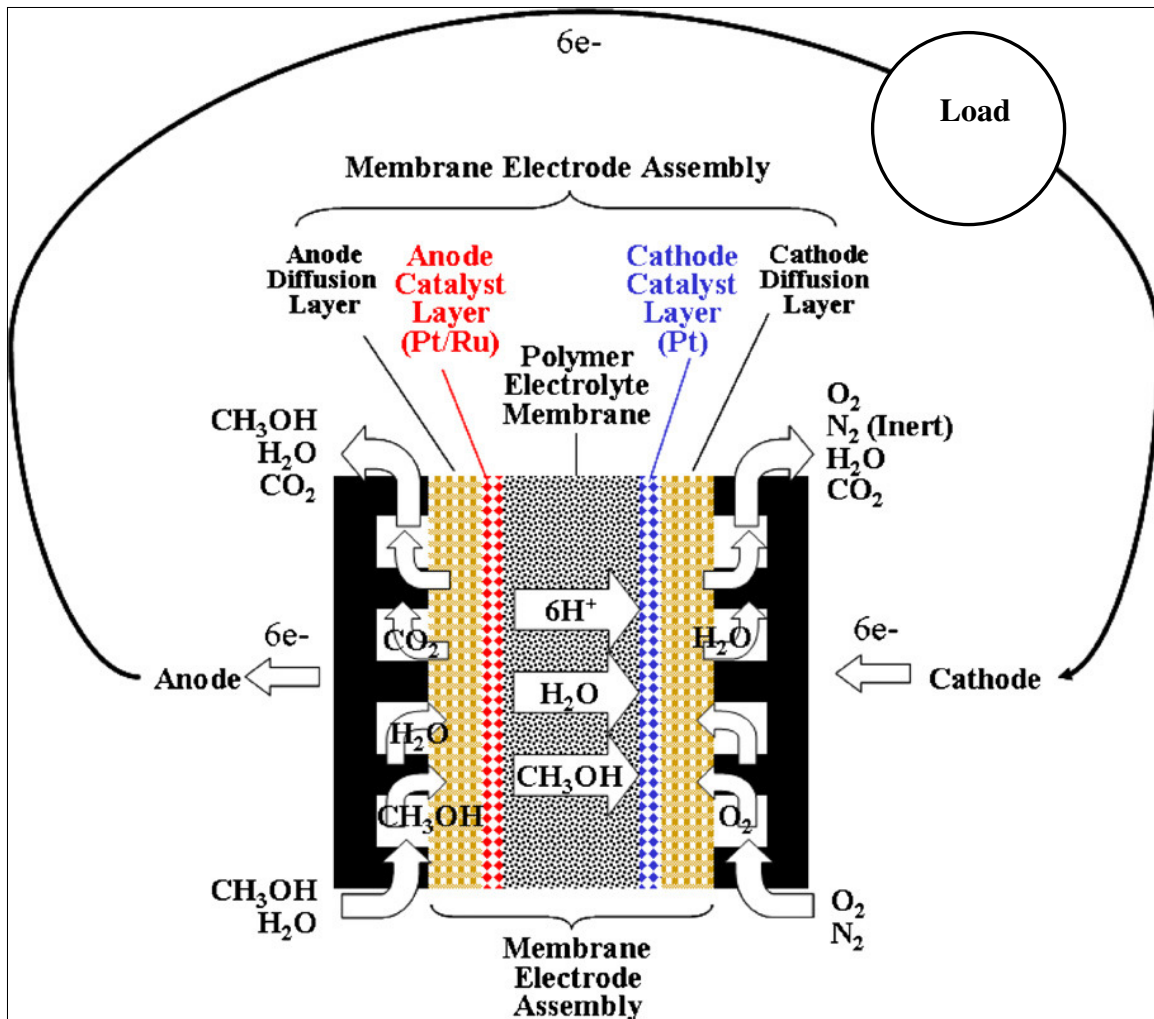 6e-
Load
Membrane Electrode Assembly
Anode
Diffusion
Layer
Anode
Catalyst
Layer
(Pt/Ru)
Polymer
Electrolyte
Membrane
Cathode
Catalyst
Layer
(Pt)
Cathode
Diffusion
Layer
CH₃OH
H₂O
CO₂
O₂
N₂ (Inert)
H₂O
CO₂
6H⁺
CO₂
H₂O
6e-
Anode
H₂O
6e-
Cathode
H₂O
CH₃OH
CH₃OH
O₂
CH₃OH
H₂O
O₂
N₂
Membrane
Electrode
Assembly